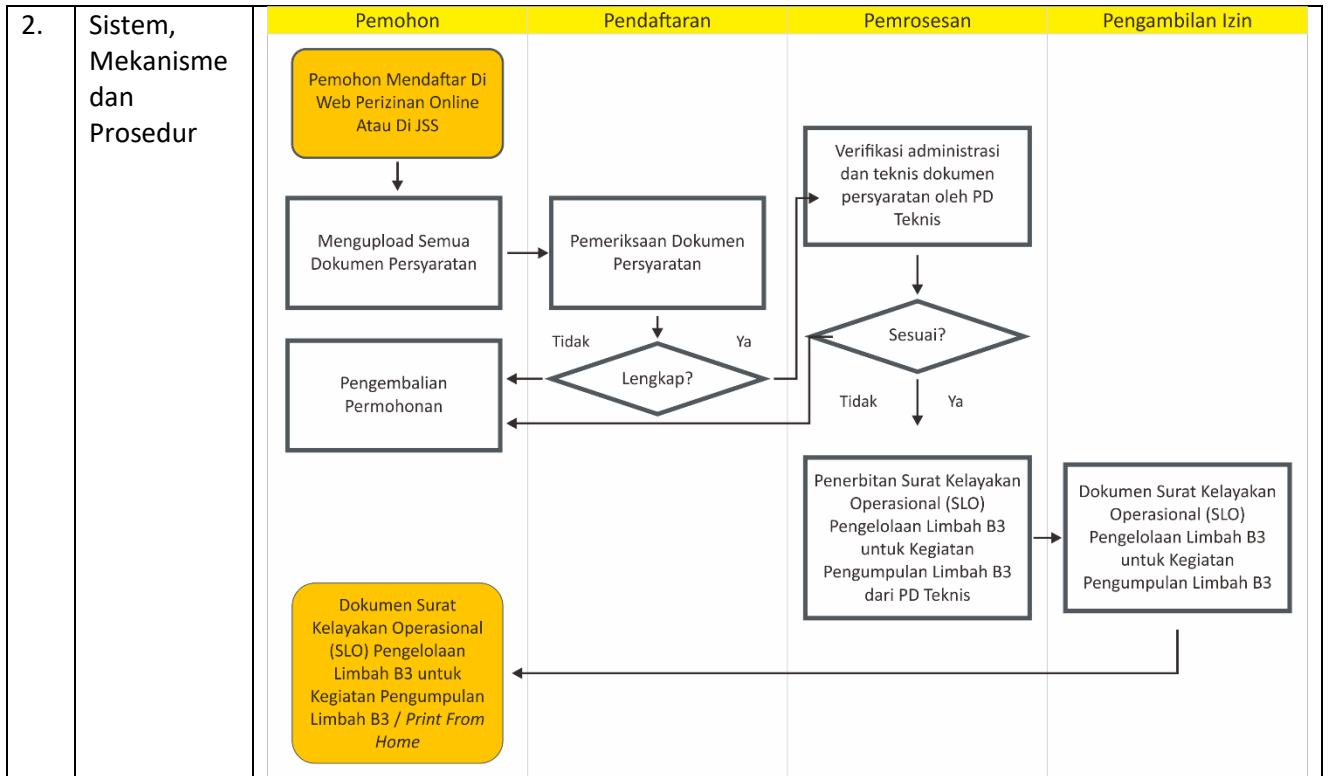 2.
Sistem,
Mekanisme
dan
Prosedur
Pemohon
Pendaftaran
Pemrosesan
Pengambilan Izin
Pemohon Mendaftar Di
Web Perizinan Online
Atau Di JSS
Mengupload Semua
Dokumen Persyaratan
Pemeriksaan Dokumen
Persyaratan
Verifikasi administrasi
dan teknis dokumen
persyaratan oleh PD
Teknis
Tidak
Ya
Lengkap?
Sesuai?
Pengembalian
Permohonan
Tidak
Ya
Penerbitan Surat Kelayakan
Operasional (SLO)
Pengelolaan Limbah B3
untuk Kegiatan
Pengumpulan Limbah B3
dari PD Teknis
Dokumen Surat Kelayakan
Operasional (SLO)
Pengelolaan Limbah B3
untuk Kegiatan
Pengumpulan Limbah B3
Dokumen Surat
Kelayakan Operasional
(SLO) Pengelolaan
Limbah B3 untuk
Kegiatan Pengumpulan
Limbah B3 / Print From
Home